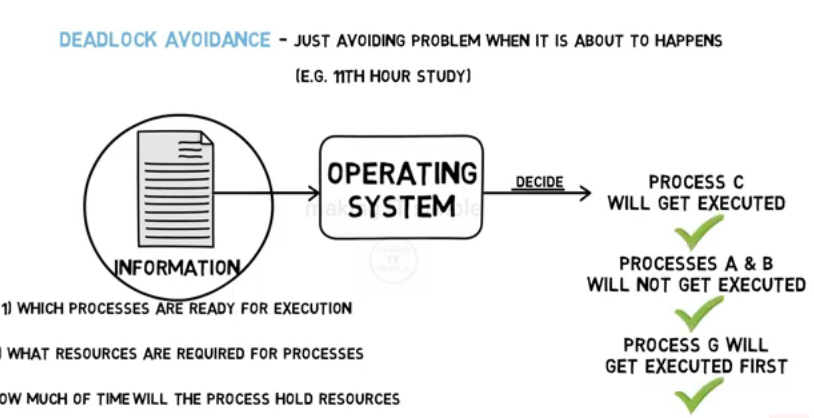 DEADLOCK AVOIDANCE - JUST AVOIDING PROBLEM WHEN IT IS ABOUT TO HAPPENS
(E.G. 11TH HOUR STUDY)
OPERATING
SYSTEM
INFORMATION
DECIDE
PROCESS C
WILL GET EXECUTED
PROCESSES A & B
WILL NOT GET EXECUTED
PROCESS G WILL
GET EXECUTED FIRST
1) WHICH PROCESSES ARE READY FOR EXECUTION
) WHAT RESOURCES ARE REQUIRED FOR PROCESSES
OW MUCH OF TIME WILL THE PROCESS HOLD RESOURCES